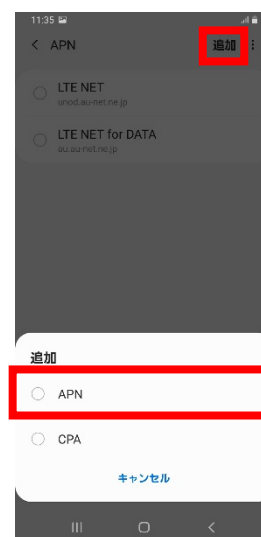 11:35
APN 追加
LTE NET
unod.au-net.ne.jp
LTE NET for DATA
au.au-net.ne.jp
追加
APN
CPA
キャンセル